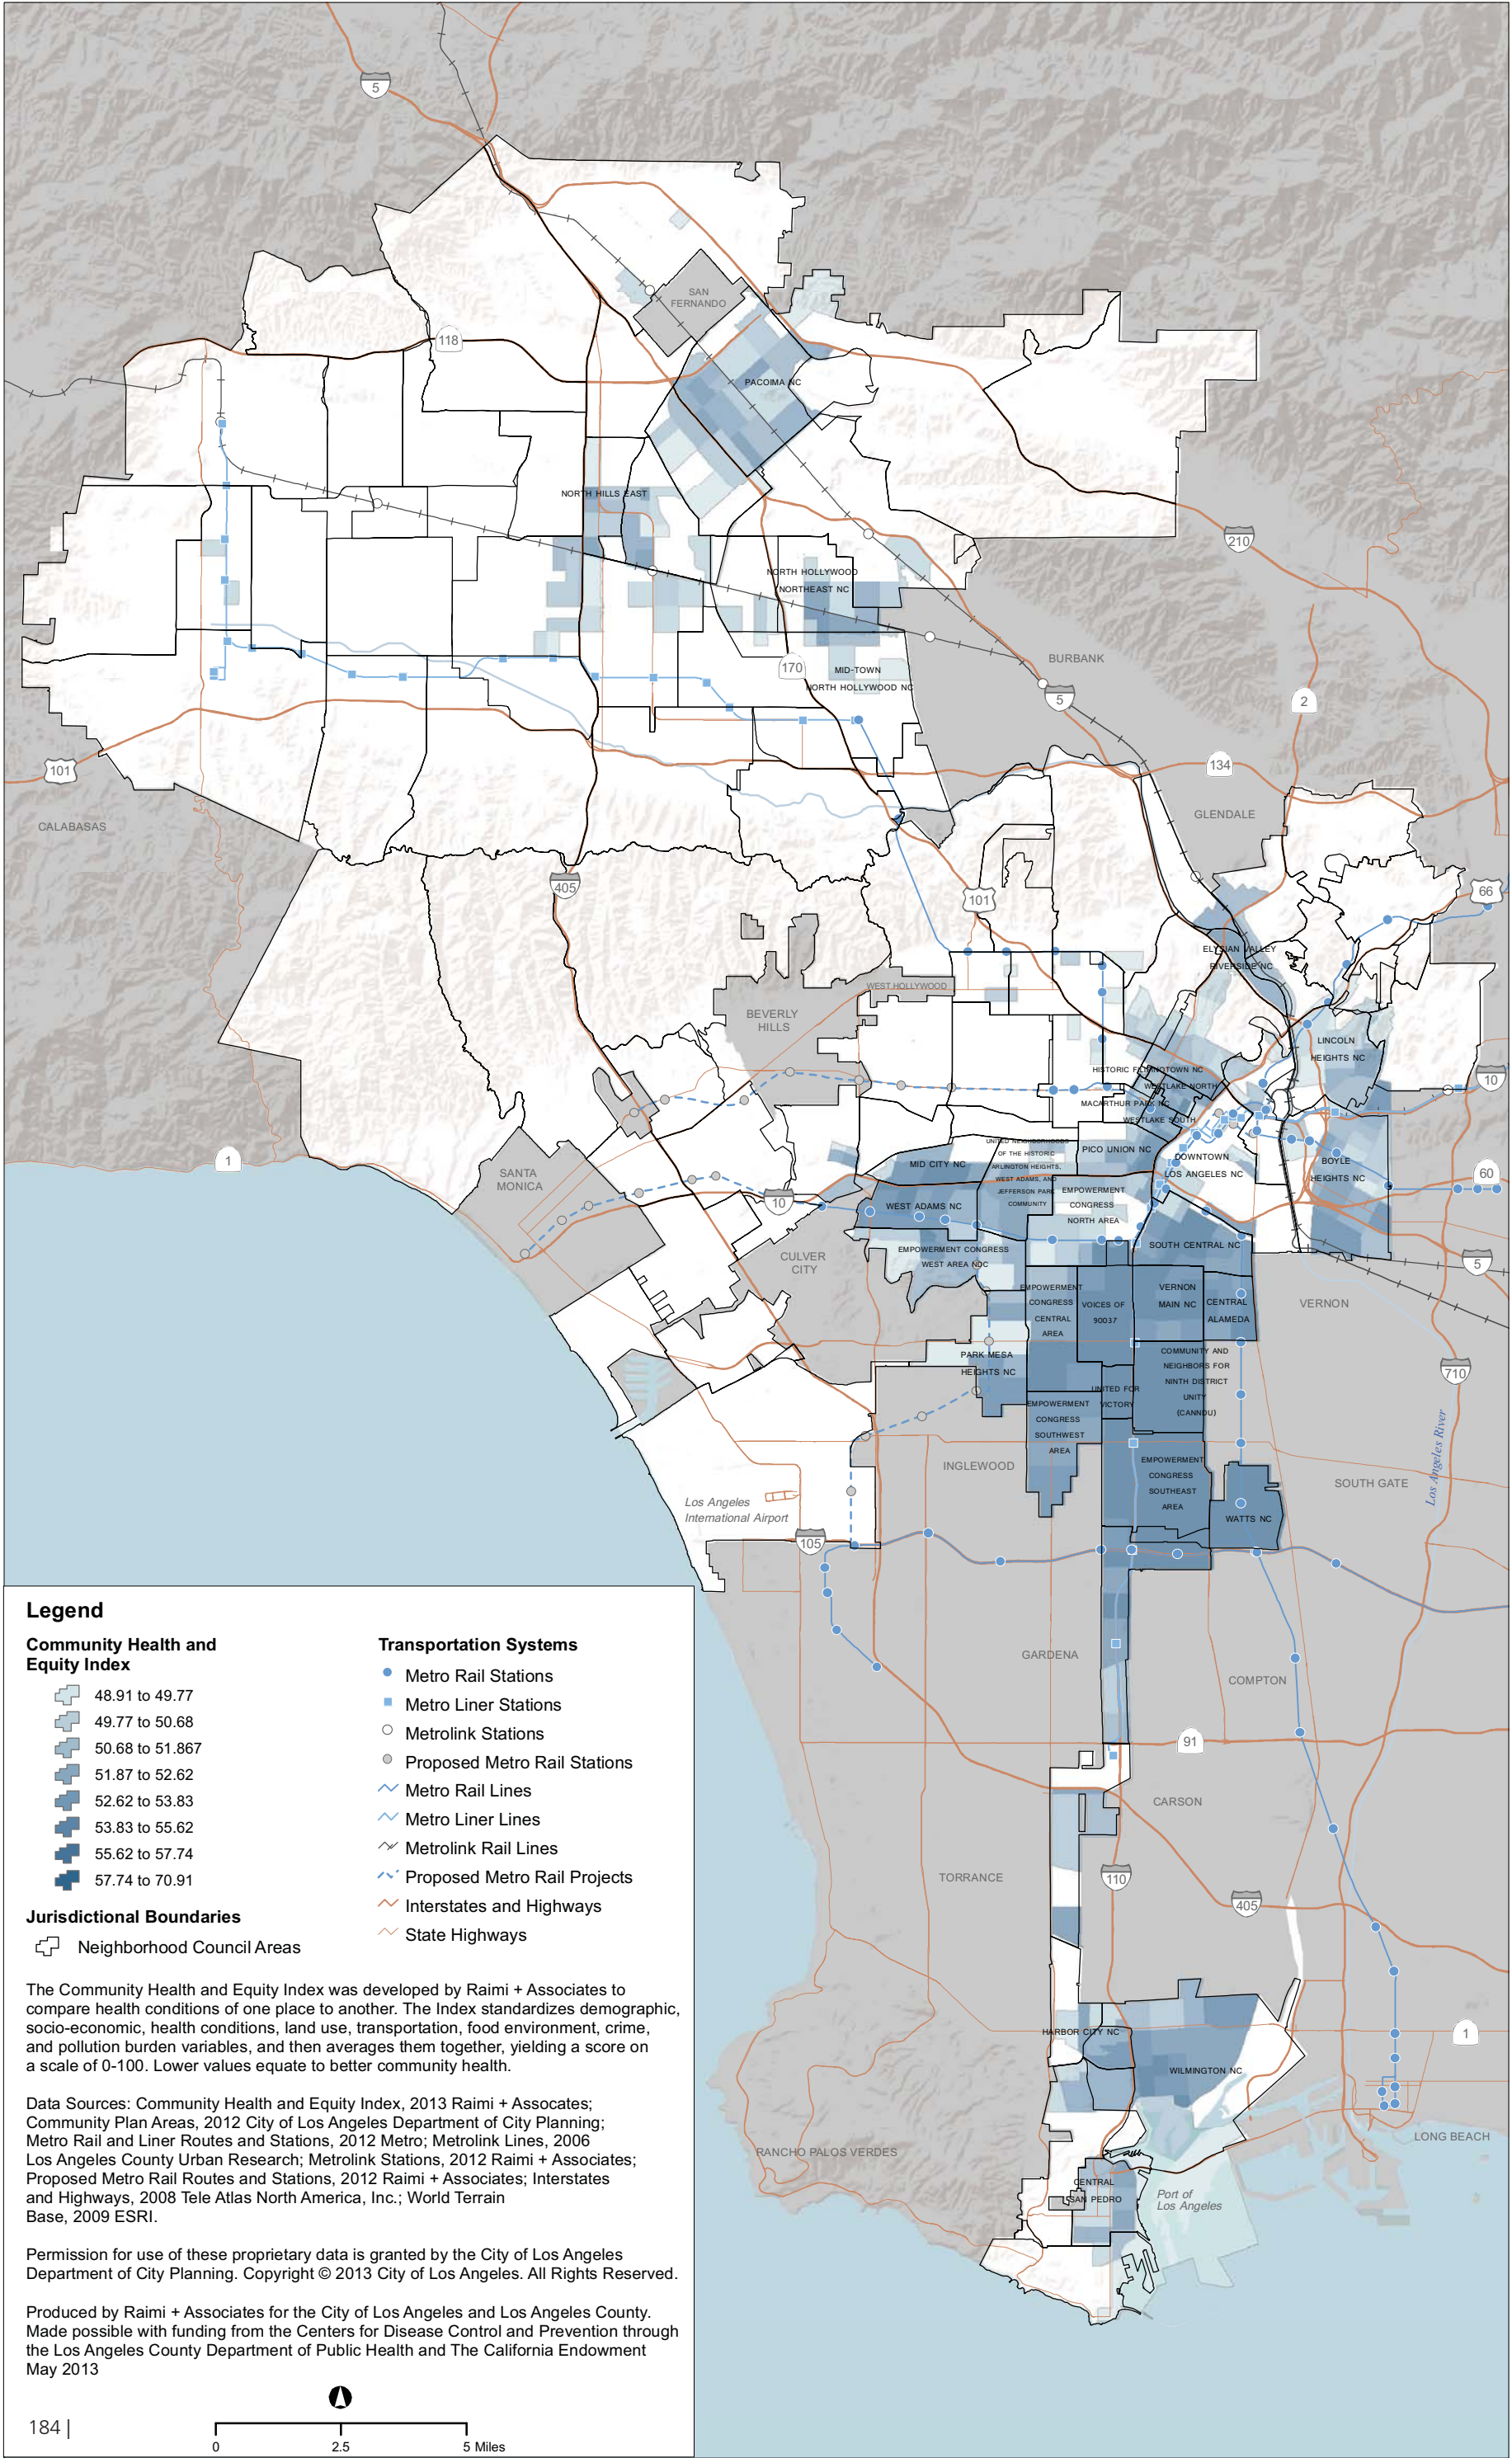 5
SAN
FERNANDO
118
PACOIMA NC
NORTH HILLS EAST
210
NORTH HOLLYWOOD
NORTHEAST NC
BURBANK
170
MID-TOWN
NORTH HOLLYWOOD NC
5
2
101
134
CALABASAS
GLENDALE
405
101
66
ELYSIAN VALLEY
RIVERSIDE NC
WEST HOLLYWOOD
BEVERLY
HILLS
LINCOLN
HEIGHTS NC
HISTORIC FILIPINOTOWN NC
WESTLAKE NORTH
10
MACARTHUR PARK NC
WESTLAKE SOUTH
UNITED NEIGHBORHOODS
OF THE HISTORIC
ARLINGTON HEIGHTS,
WEST ADAMS, AND
JEFFERSON PARK
COMMUNITY
PICO UNION NC
MID CITY NC
DOWNTOWN
LOS ANGELES NC
BOYLE
HEIGHTS NC
1
SANTA
MONICA
60
10
WEST ADAMS NC
EMPOWERMENT
CONGRESS
NORTH AREA
SOUTH CENTRAL NC
CULVER
CITY
EMPOWERMENT CONGRESS
WEST AREA NDC
5
EMPOWERMENT
CONGRESS
CENTRAL
AREA
VOICES OF
90037
VERNON
MAIN NC
CENTRAL
ALAMEDA
VERNON
PARK MESA
HEIGHTS NC
COMMUNITY AND
NEIGHBORS FOR
NINTH DISTRICT
UNITY
(CANNDU)
710
UNITED FOR
VICTORY
EMPOWERMENT
CONGRESS
SOUTHWEST
AREA
INGLEWOOD
EMPOWERMENT
CONGRESS
SOUTHEAST
AREA
SOUTH GATE
Los Angeles River
Los Angeles
International Airport
WATTS NC
105
GARDENA
COMPTON
91
CARSON
TORRANCE
110
405
HARBOR CITY NC
1
WILMINGTON NC
RANCHO PALOS VERDES
LONG BEACH
CENTRAL
SAN PEDRO
Port of
Los Angeles
Legend
Community Health and
Equity Index
48.91 to 49.77
49.77 to 50.68
50.68 to 51.867
51.87 to 52.62
52.62 to 53.83
53.83 to 55.62
55.62 to 57.74
57.74 to 70.91
Jurisdictional Boundaries
Neighborhood Council Areas
Transportation Systems
Metro Rail Stations
Metro Liner Stations
Metrolink Stations
Proposed Metro Rail Stations
Metro Rail Lines
Metro Liner Lines
Metrolink Rail Lines
Proposed Metro Rail Projects
Interstates and Highways
State Highways
The Community Health and Equity Index was developed by Raimi + Associates to
compare health conditions of one place to another. The Index standardizes demographic,
socio-economic, health conditions, land use, transportation, food environment, crime,
and pollution burden variables, and then averages them together, yielding a score on
a scale of 0-100. Lower values equate to better community health.
Data Sources: Community Health and Equity Index, 2013 Raimi + Assocates;
Community Plan Areas, 2012 City of Los Angeles Department of City Planning;
Metro Rail and Liner Routes and Stations, 2012 Metro; Metrolink Lines, 2006
Los Angeles County Urban Research; Metrolink Stations, 2012 Raimi + Associates;
Proposed Metro Rail Routes and Stations, 2012 Raimi + Associates; Interstates
and Highways, 2008 Tele Atlas North America, Inc.; World Terrain
Base, 2009 ESRI.
Permission for use of these proprietary data is granted by the City of Los Angeles
Department of City Planning. Copyright © 2013 City of Los Angeles. All Rights Reserved.
Produced by Raimi + Associates for the City of Los Angeles and Los Angeles County.
Made possible with funding from the Centers for Disease Control and Prevention through
the Los Angeles County Department of Public Health and The California Endowment
May 2013
184 |
0 2.5 5 Miles